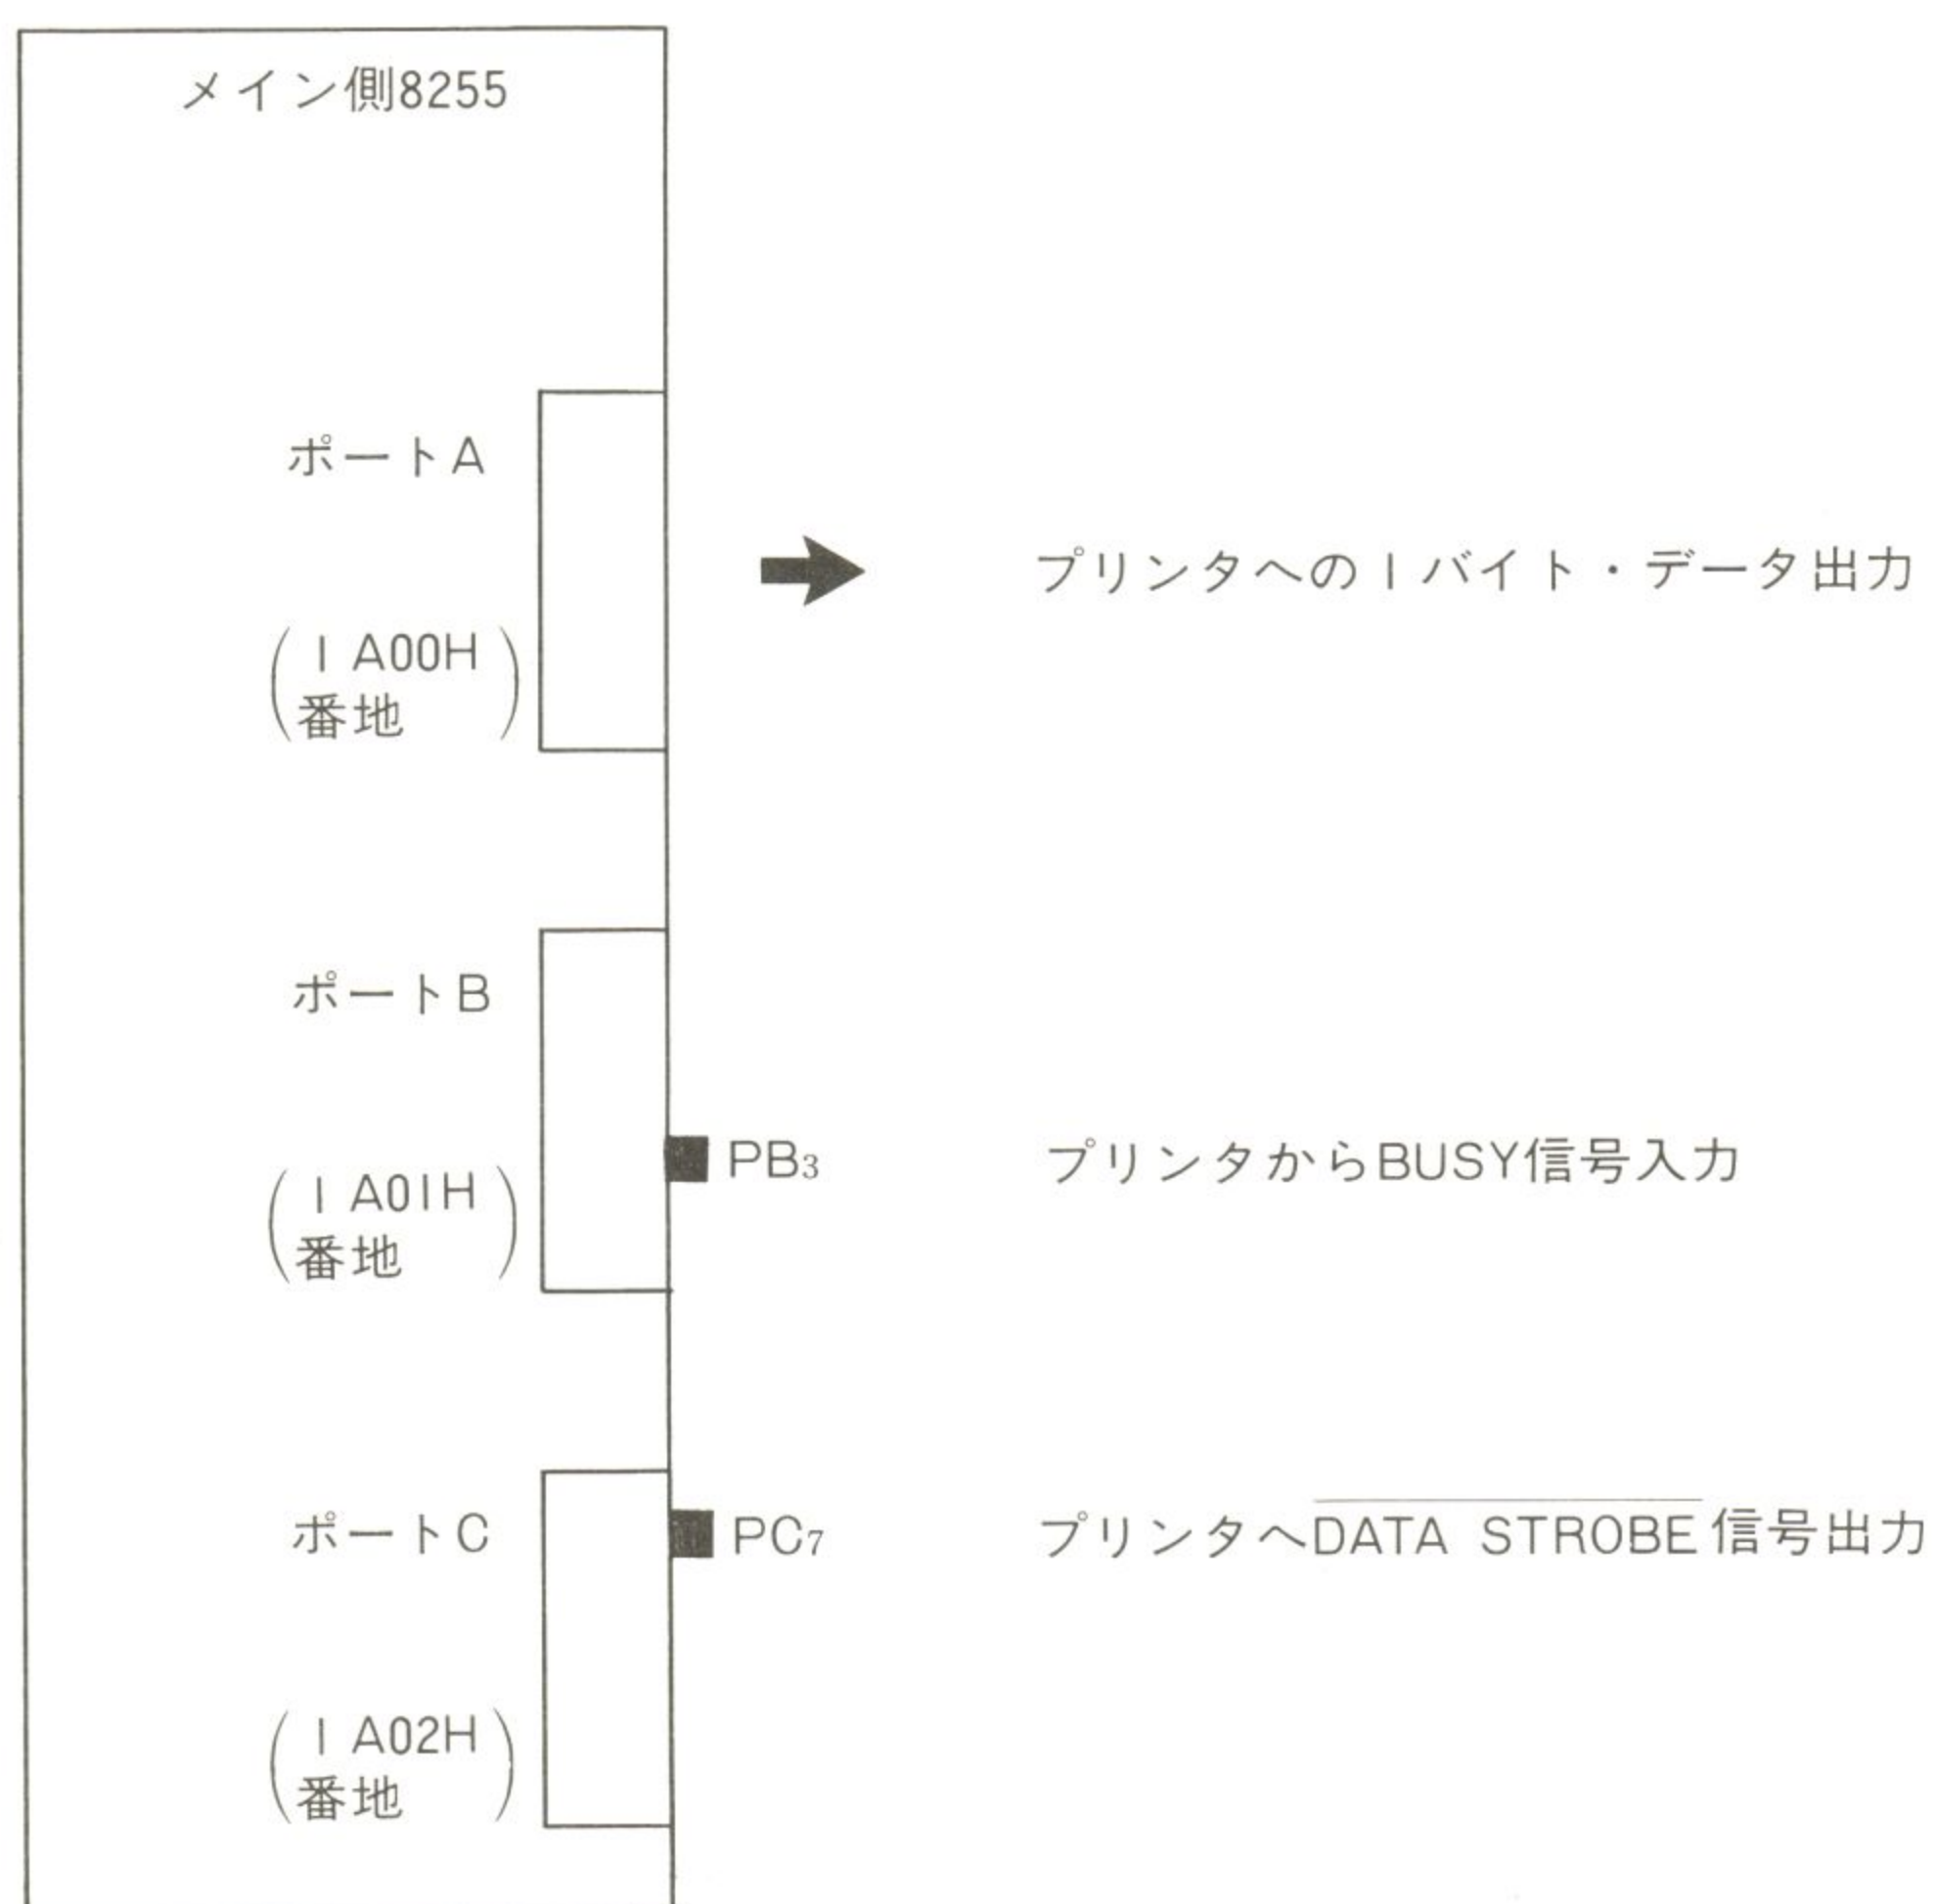 メイン側8255
ポートA
プリンタへの1バイト・データ出力
(1A00H
番地)
ポートB
PB3 プリンタからBUSY信号入力
(1A01H
番地)
ポートC PC7 プリンタへDATA STROBE信号出力
(1A02H
番地)